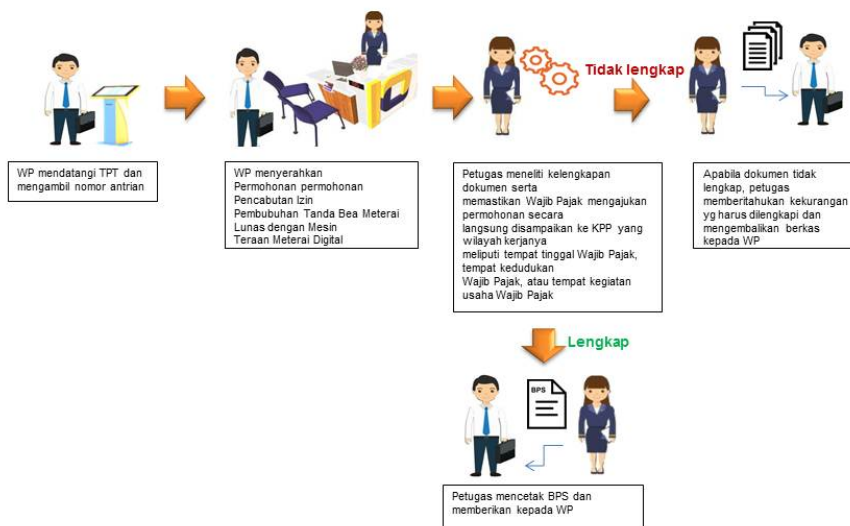 Tidak lengkap
WP mendatangi TPT dan
mengambil nomor antrian
WP menyerahkan
Permohonan permohonan
Pencabutan Izin
Pembubuhan Tanda Bea Meterai
Lunas dengan Mesin
Teraan Meterai Digital
Petugas meneliti kelengkapan
dokumen serta
memastikan Wajib Pajak mengajukan
permohonan secara
langsung disampaikan ke KPP yang
wilayah kerjanya
meliputi tempat tinggal Wajib Pajak,
tempat kedudukan
Wajib Pajak, atau tempat kegiatan
usaha Wajib Pajak
Apabila dokumen tidak
lengkap, petugas
memberitahukan kekurangan
yg harus dilengkapi dan
mengembalikan berkas
kepada WP
Lengkap
BPS
Petugas mencetak BPS dan
memberikan kepada WP